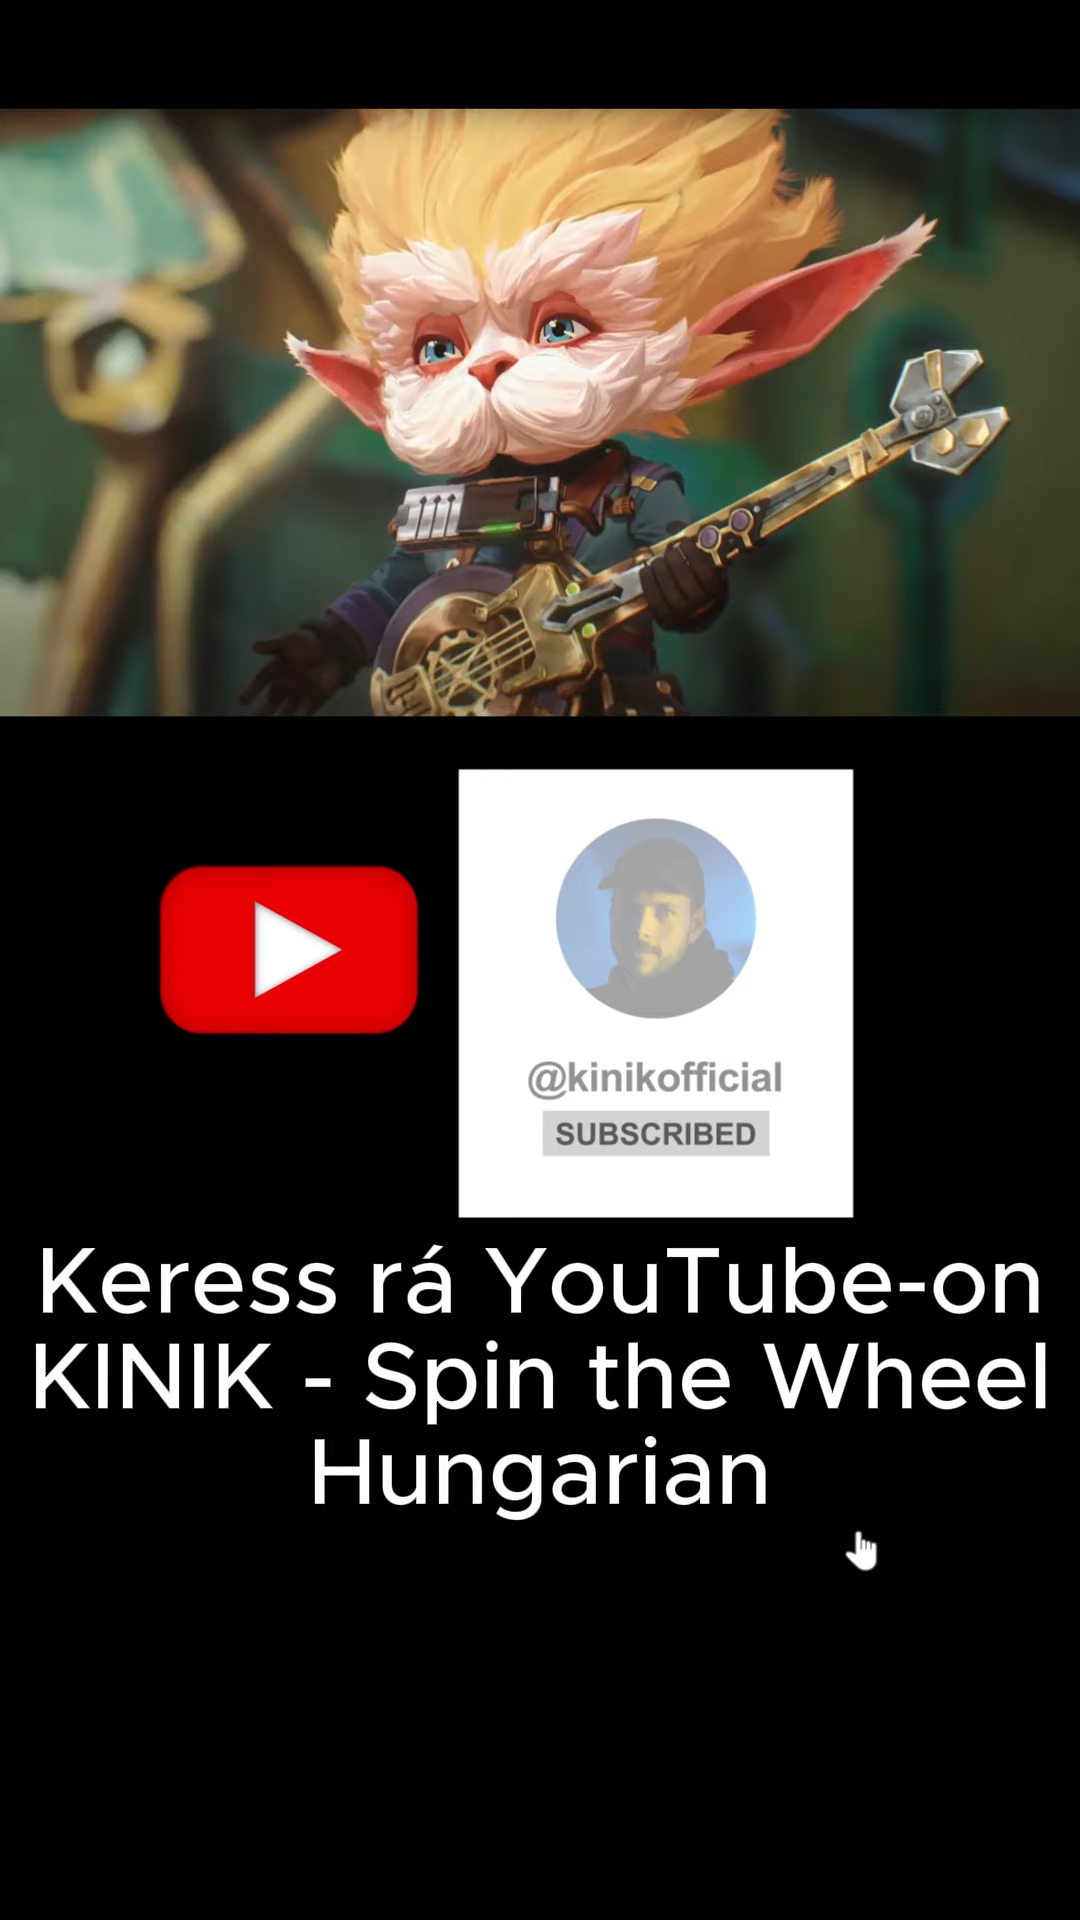 @kinikofficial
SUBSCRIBED
Keress rá YouTube-on
KINIK - Spin the Wheel
Hungarian